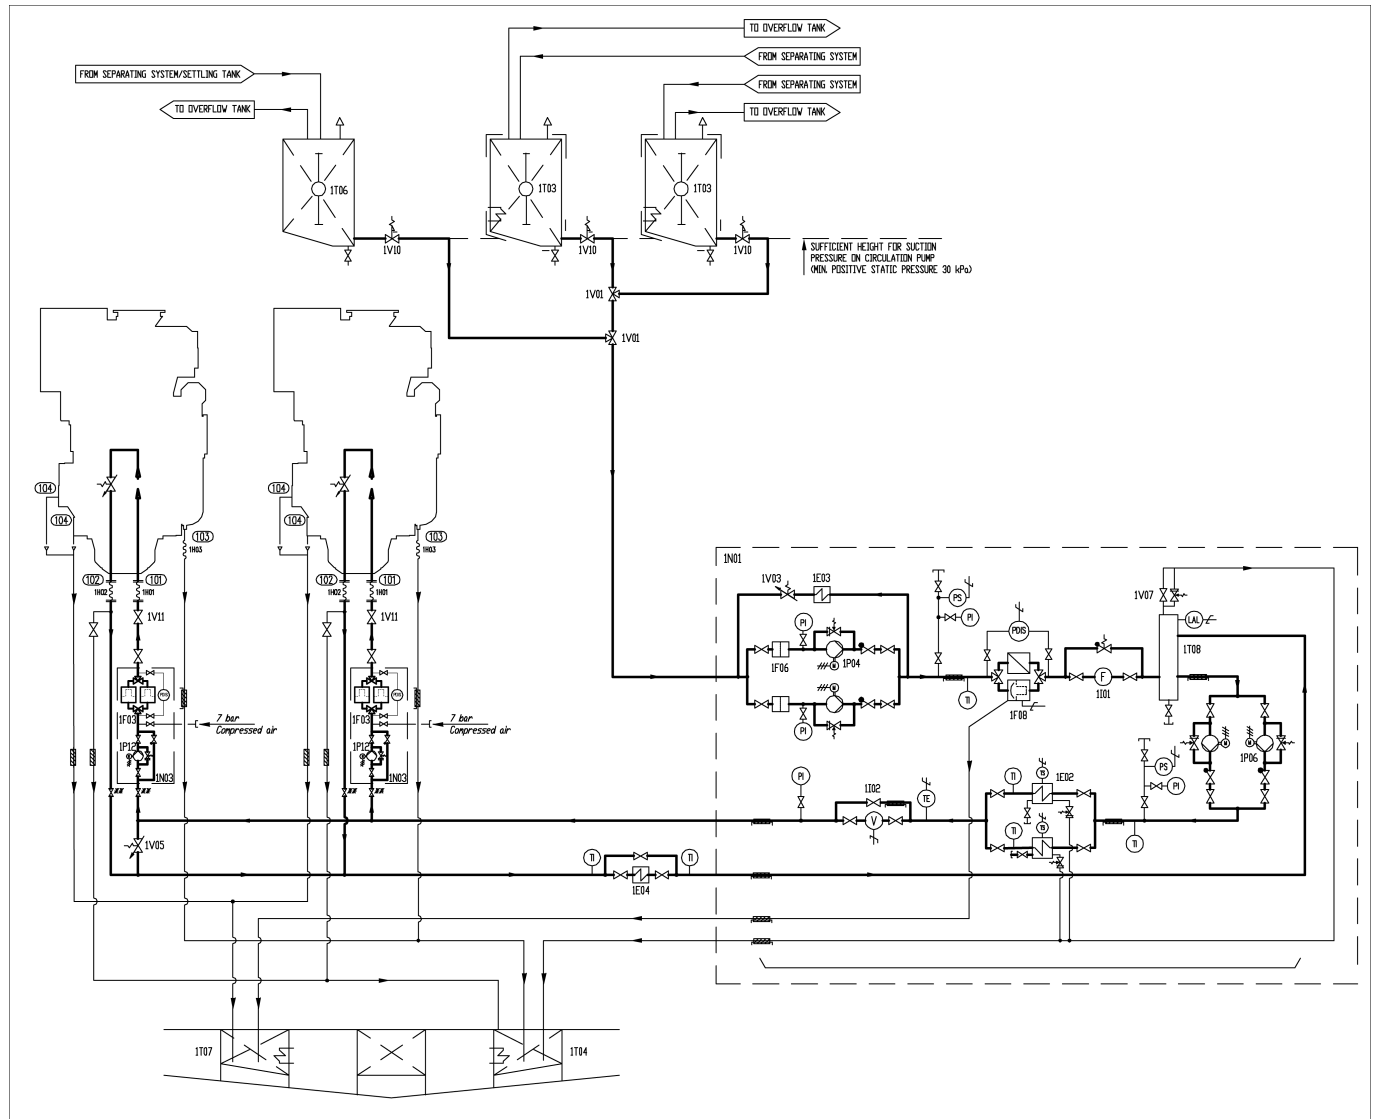 TO OVERFLOW TANK
FROM SEPARATING SYSTEM
FROM SEPARATING SYSTEM/SETTLING TANK
FROM SEPARATING SYSTEM
TO OVERFLOW TANK
TO OVERFLOW TANK
1T06
1T03
1T03
1V10
1V10
1V10
SUFFICIENT HEIGHT FOR SUCTION
PRESSURE ON CIRCULATION PUMP
(MIN. POSITIVE STATIC PRESSURE 30 kPa)
1V01
1V01
104
104
103
1H03
102
101
1H02
1H01
1V11
1F03
7 bar
Compressed air
1P12
1N03
1V05
104
104
103
1H03
102
101
1H02
1H01
1V11
1F03
7 bar
Compressed air
1P12
1N03
1N01
1V03
1E03
PI
1F06
1P04
M
M
PI
PS
PI
PDIS
TI
1F08
F
1I01
1V07
LAL
1T08
M
M
1P06
PS
PI
TI
1E02
TS
TI
TS
TI
TE
1I02
V
PI
TI
TI
1E04
1T07
1T04